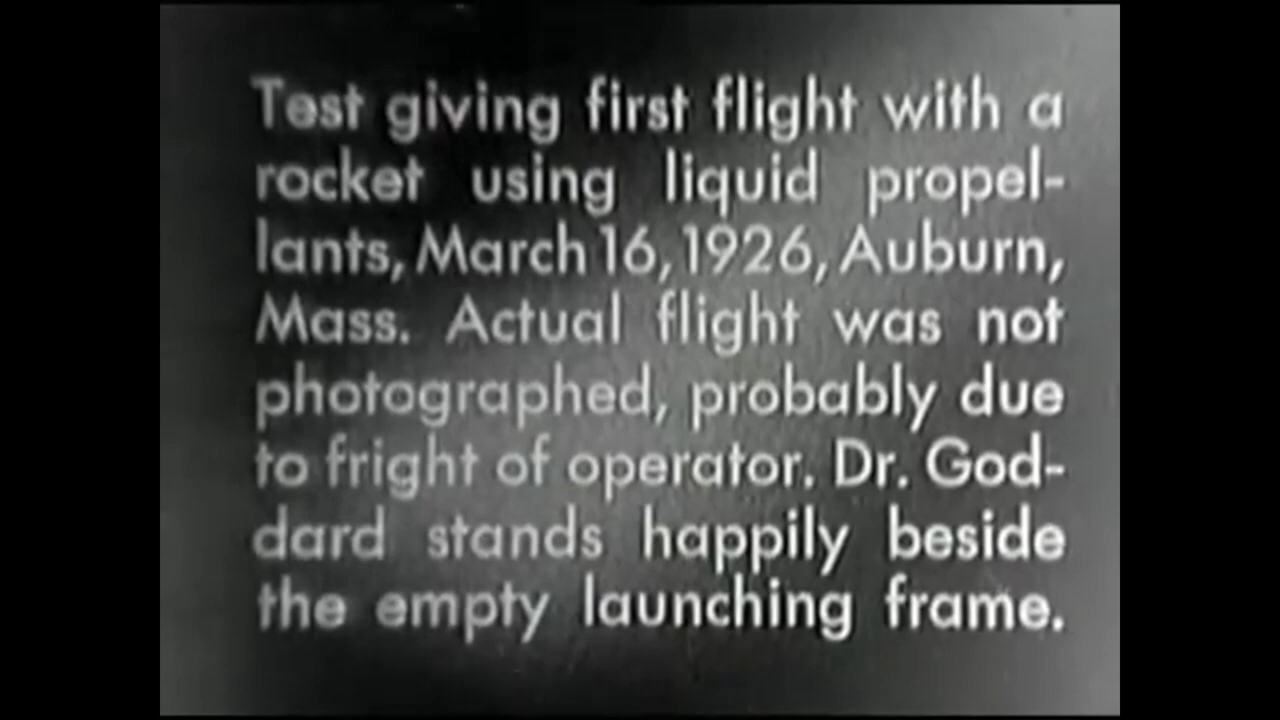 Test giving first flight with a
rocket using liquid propel-
lants, March 16, 1926, Auburn,
Mass. Actual flight was not
photographed, probably due
to fright of operator. Dr. God-
dard stands happily beside
the empty launching frame.